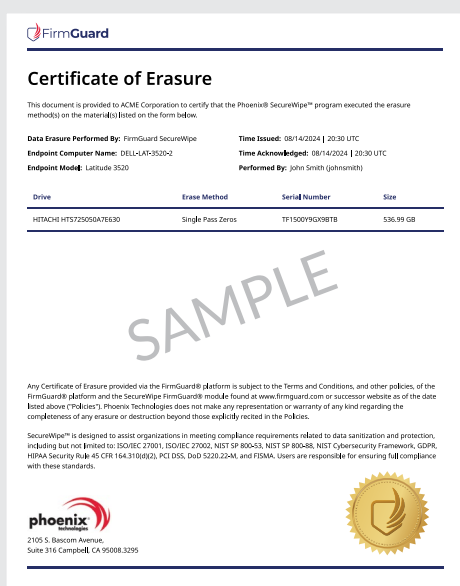 FirmGuard
Certificate of Erasure
This document is provided to ACME Corporation to certify that the Phoenix® SecureWipe™ program executed the erasure
method(s) on the material(s) listed on the form below.
Data Erasure Performed By: FirmGuard SecureWipe
Time Issued: 08/14/2024 | 20:30 UTC
Endpoint Computer Name: DELL-LAT-3520-2
Time Acknowledged: 08/14/2024 | 20:30 UTC
Endpoint Model: Latitude 3520
Performed By: John Smith (johnsmith)
Drive Erase Method Serial Number Size
HITACHI HTS725050A7E630 Single Pass Zeros TF1500Y9GX9BTB 536.99 GB
SAMPLE
Any Certificate of Erasure provided via the FirmGuard® platform is subject to the Terms and Conditions, and other policies, of the
FirmGuard® platform and the SecureWipe FirmGuard® module found at www.firmguard.com or successor website as of the date
listed above ("Policies"). Phoenix Technologies does not make any representation or warranty of any kind regarding the
completeness of any erasure or destruction beyond those explicitly recited in the Policies.
SecureWipe™ is designed to assist organizations in meeting compliance requirements related to data sanitization and protection,
including but not limited to: ISO/IEC 27001, ISO/IEC 27002, NIST SP 800-53, NIST SP 800-88, NIST Cybersecurity Framework, GDPR,
HIPAA Security Rule 45 CFR 164.310(d)(2), PCI DSS, DoD 5220.22-M, and FISMA. Users are responsible for ensuring full compliance
with these standards.
phoenix®
technologies
2105 S. Bascom Avenue,
Suite 316 Campbell, CA 95008.3295